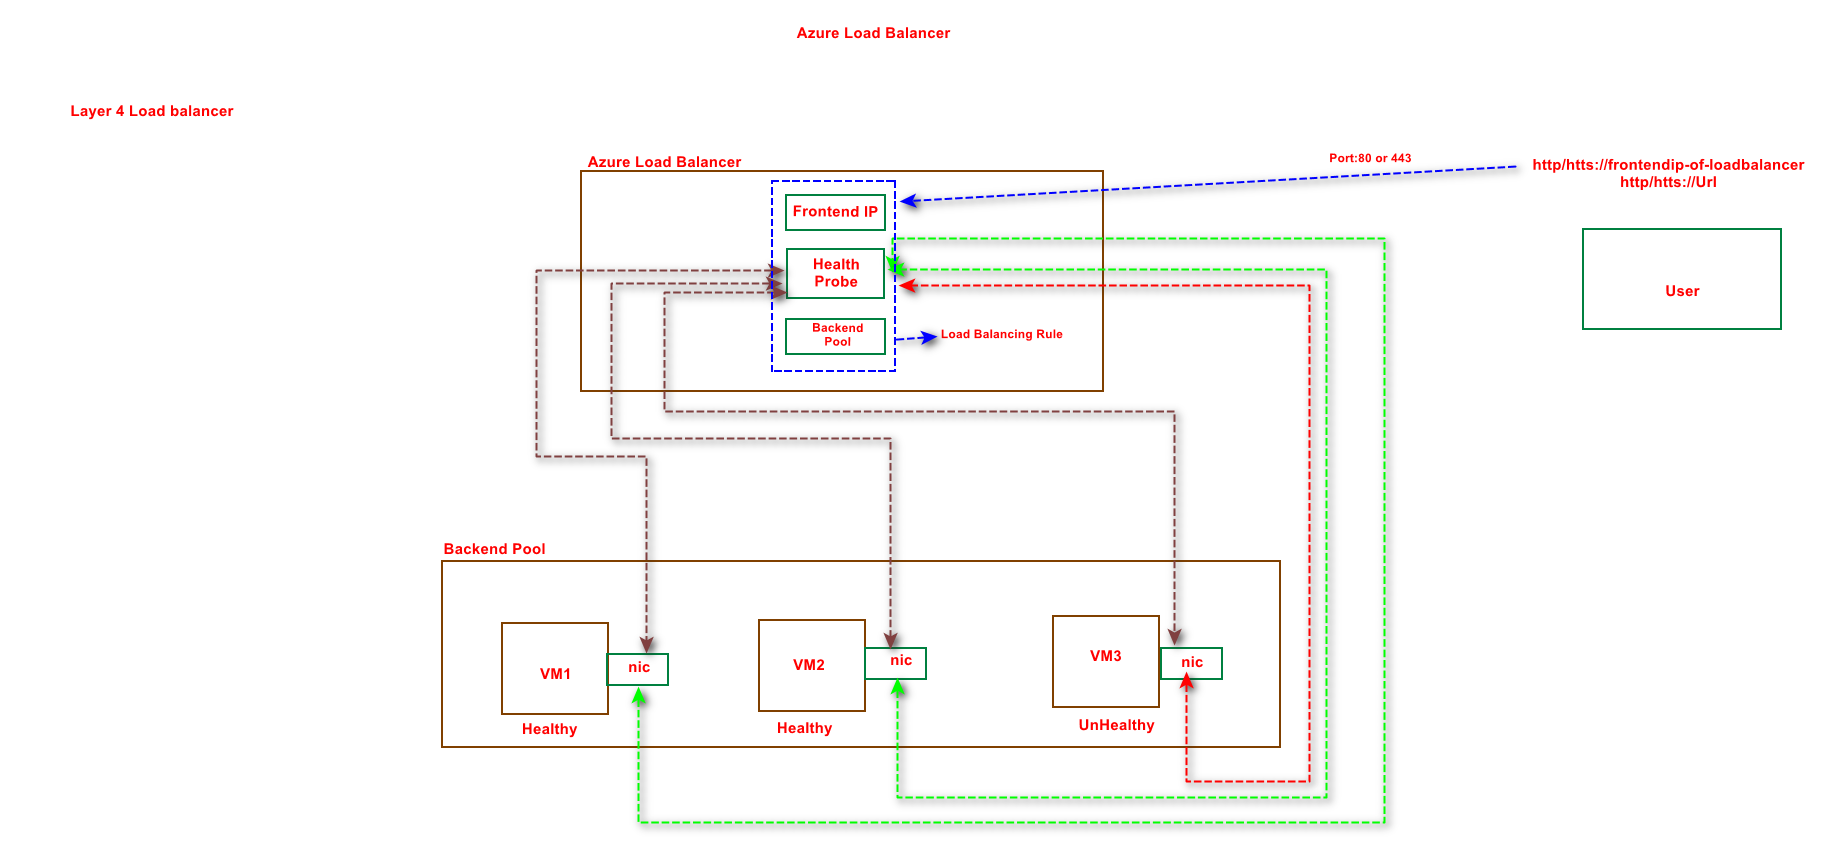 Azure Load Balancer
Layer 4 Load balancer
Azure Load Balancer
Port:80 or 443
http/htts://frontendip-of-loadbalancer
http/htts://Url
Frontend IP
Health
Probe
Backend
Pool
Load Balancing Rule
User
Backend Pool
VM1
nic
Healthy
VM2
nic
Healthy
VM3
nic
UnHealthy